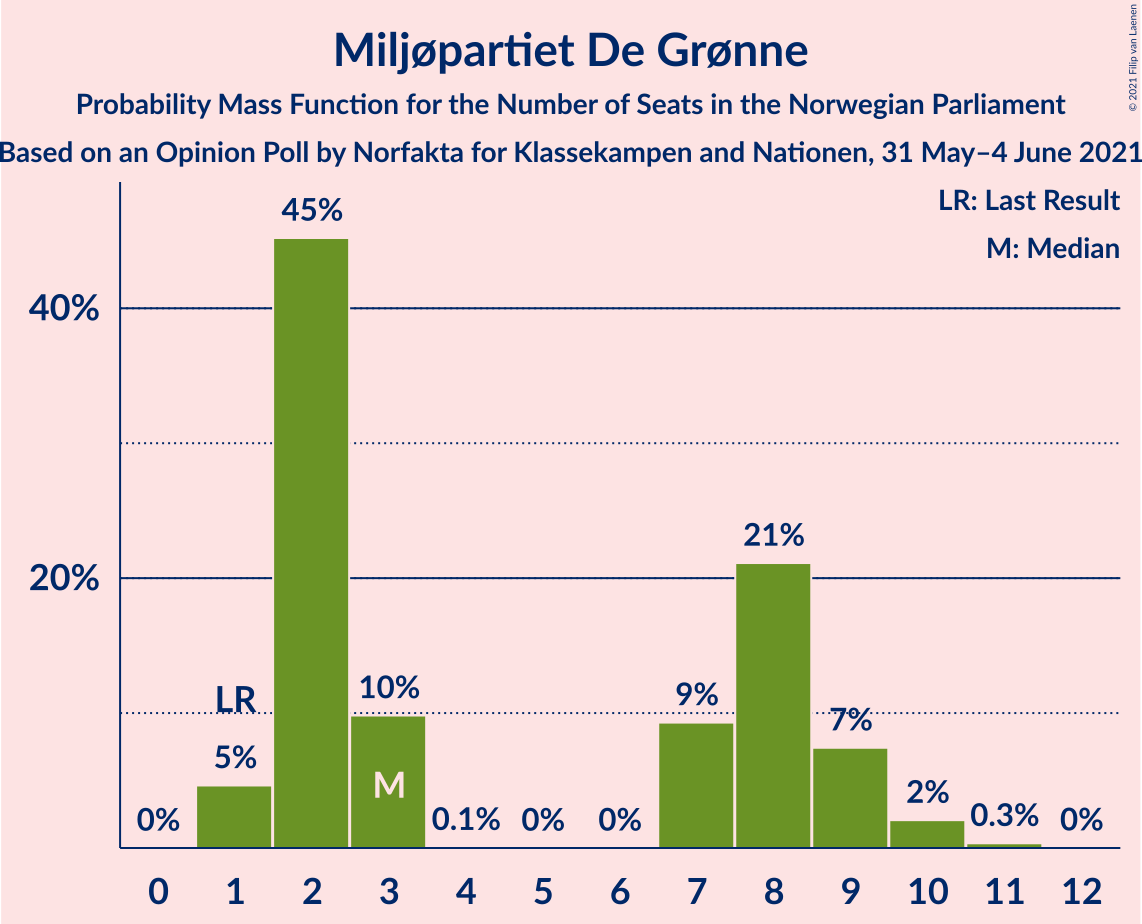 Miljøpartiet De Grønne
Probability Mass Function for the Number of Seats in the Norwegian Parliament
Based on an Opinion Poll by Norfakta for Klassekampen and Nationen, 31 May–4 June 2021
© 2021 Filip van Laenen
LR: Last Result
M: Median
45%
40%
21%
20%
LR
10%
9%
7%
5%
M
0%
0.1%
0%
0%
2%
0.3%
0%
0 1 2 3 4 5 6 7 8 9 10 11 12